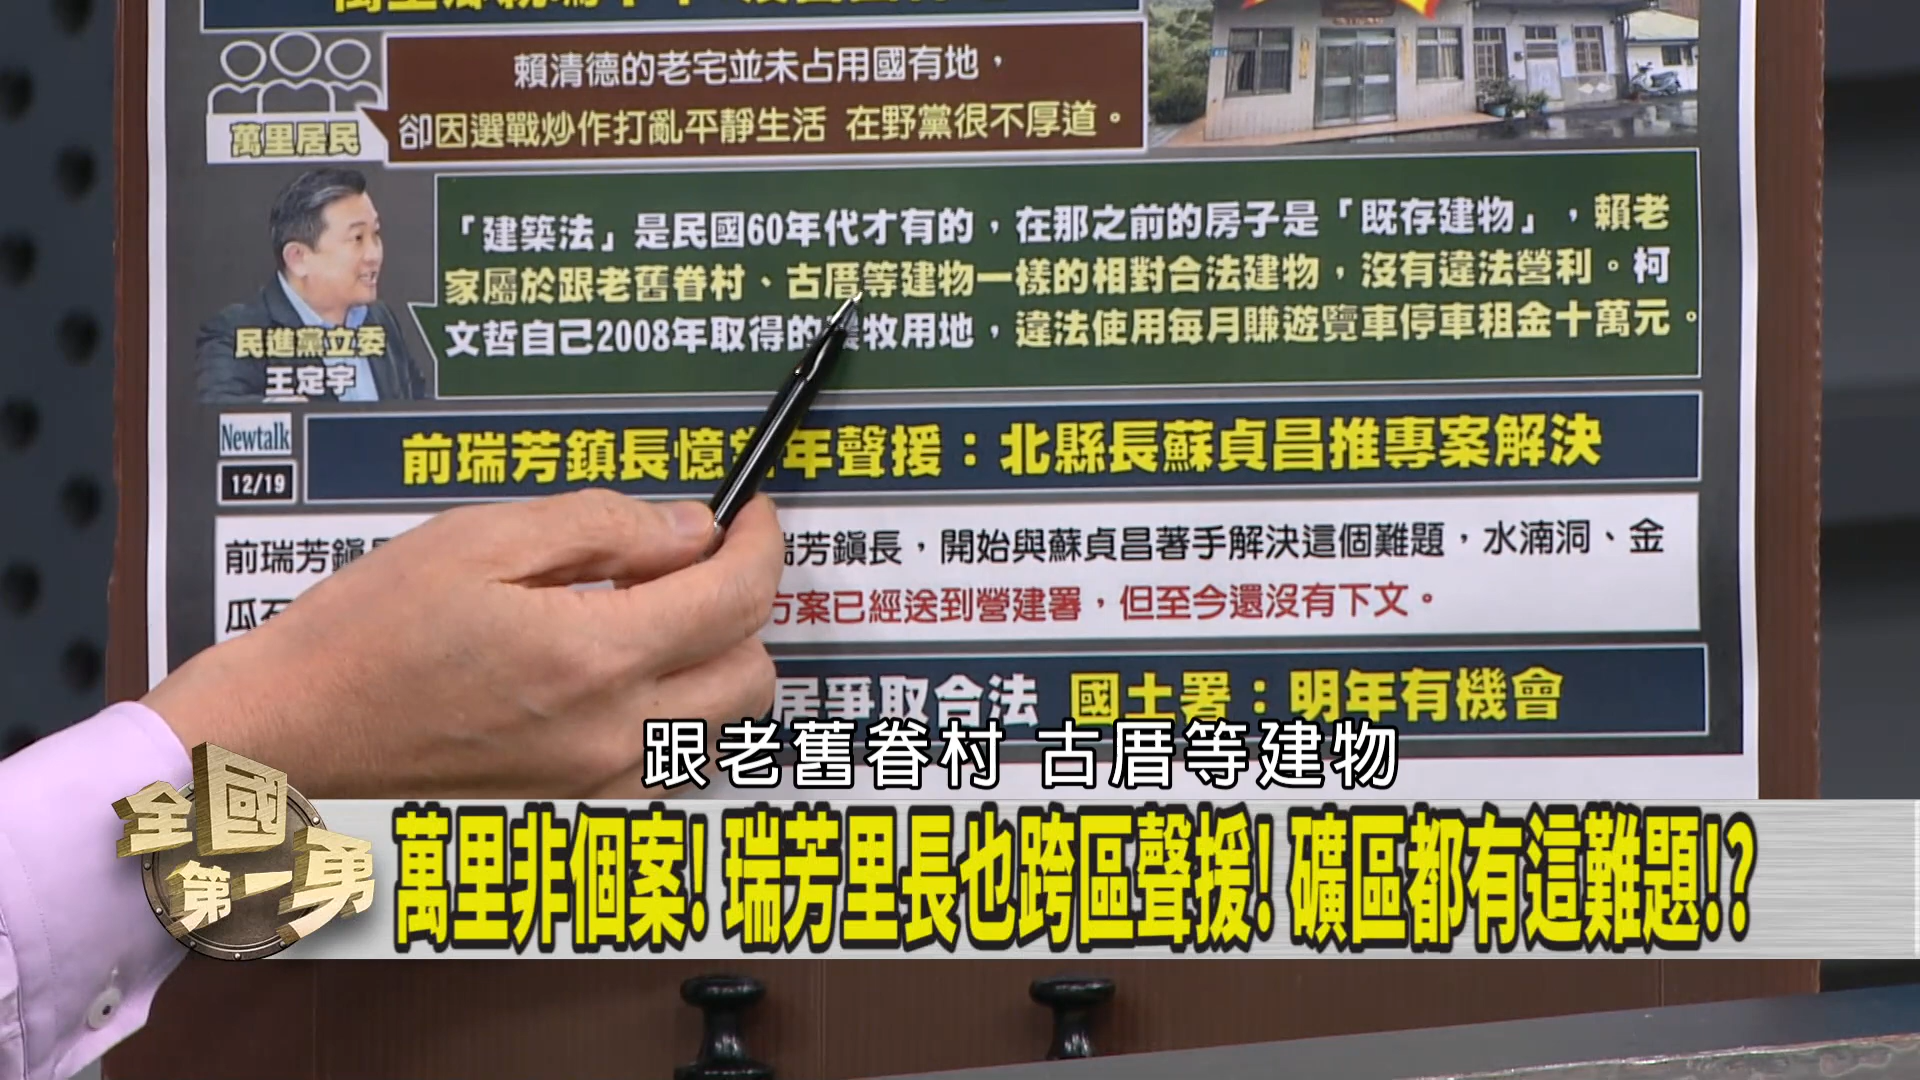 賴清德的老宅並未占用國有地，
卻因選戰炒作打亂平靜生活 在野黨很不厚道。
萬里居民
「建築法」是民國60年代才有的，在那之前的房子是「既存建物」，賴老
家屬於跟老舊眷村、古厝等建物一樣的相對合法建物，沒有違法營利。柯
文哲自己2008年取得的牧用地，違法使用每月賺遊覽車停車租金十萬元。
民進黨立委
王定宇
Newtalk
12/19
前瑞芳鎮長憶當年聲援：北縣長蘇貞昌推專案解決
前瑞芳鎮 瑞芳鎮長，開始與蘇貞昌著手解決這個難題，水湳洞、金
瓜 方案已經送到營建署，但至今還沒有下文。
居爭取合法 國土署：明年有機會
跟老舊眷村 古厝等建物
全國第一勇
萬里非個案!瑞芳里長也跨區聲援!礦區都有這難題!?